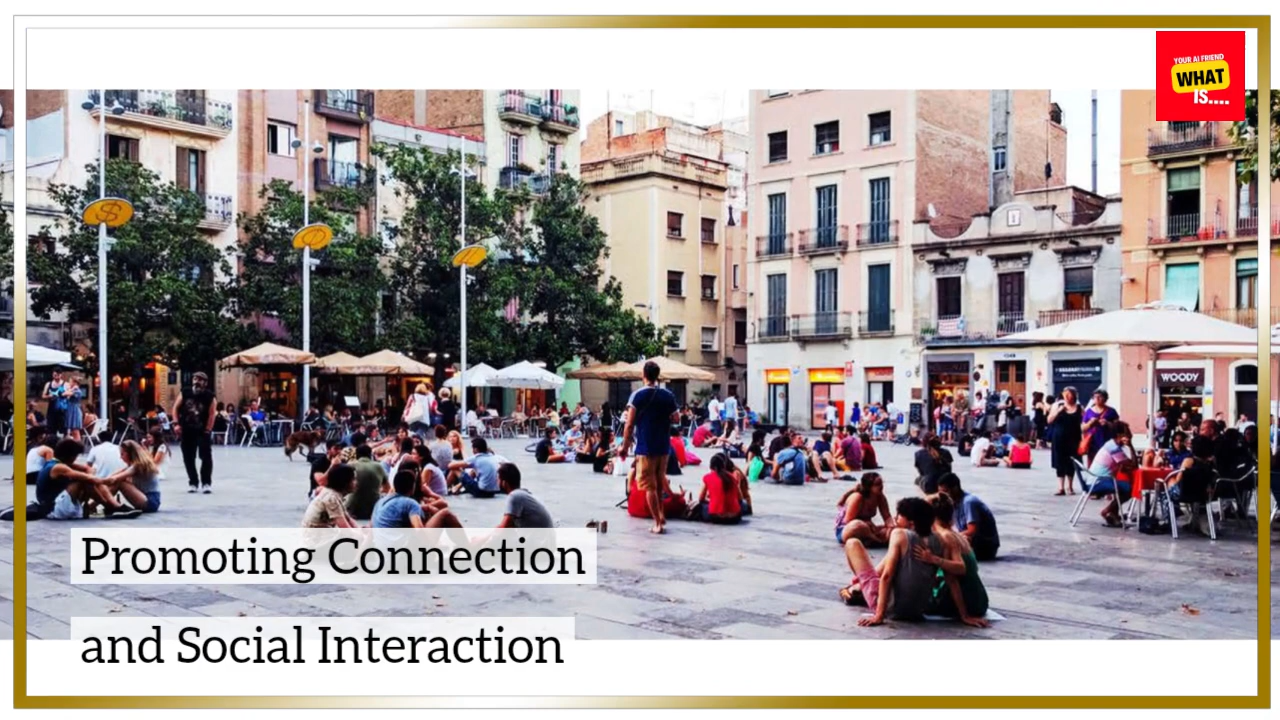 YOUR AI FRIEND
WHAT
IS....
WOODY
Promoting Connection
and Social Interaction